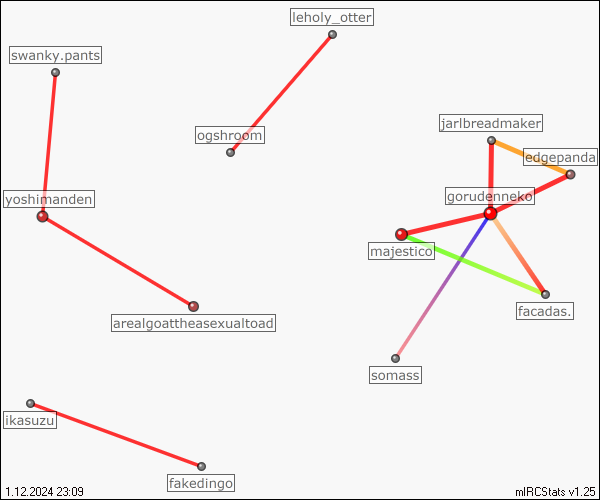 leholy_otter
swanky.pants
ogshroom
jarlbreadmaker
edgepanda
yoshimanden
gorudenneko
majestico
facadas.
arealgoattheasexualtoad
somass
ikasuzu
fakedingo
1.12.2024 23:09
mIRCStats v1.25